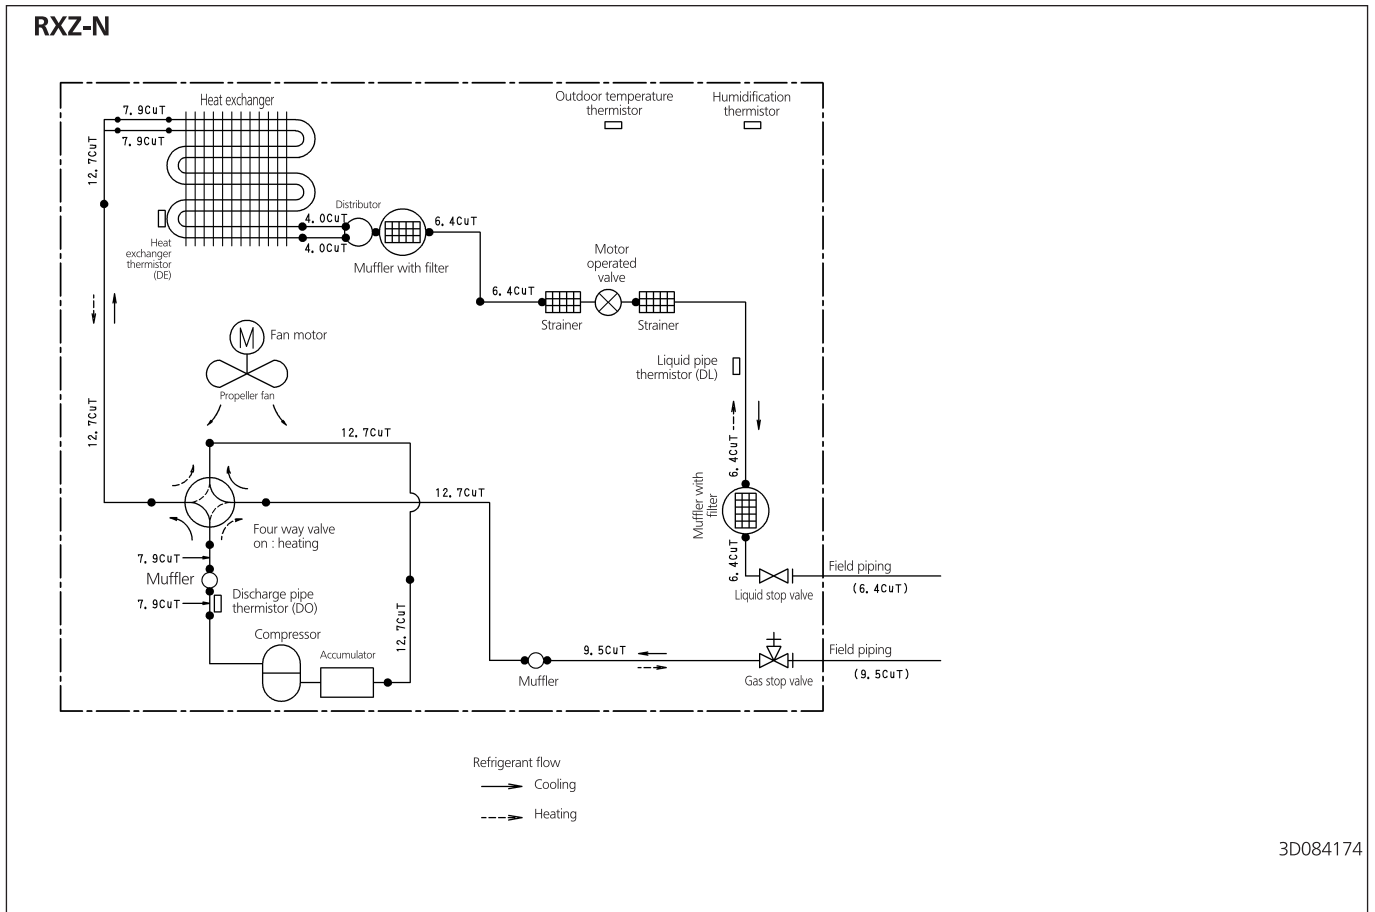 RXZ-N
Heat exchanger
Outdoor temperature
thermistor
Humidification
thermistor
7.9CuT
7.9CuT
12.7CuT
Distributor
4.0CuT
4.0CuT
6.4CuT
Heat
exchanger
thermistor
(DE)
Muffler with filter
Motor
operated
valve
6.4CuT
Strainer
Strainer
M
Fan motor
Liquid pipe
thermistor (DL)
Propeller fan
12.7CuT
12.7CuT
6.4CuT
12.7CuT
Muffler with
filter
Four way valve
on : heating
7.9CuT
6.4CuT
Field piping
Muffler
(6.4CuT)
Liquid stop valve
Discharge pipe
thermistor (DO)
7.9CuT
12.7CuT
Compressor
Accumulator
9.5CuT
Field piping
(9.5CuT)
Muffler
Gas stop valve
Refrigerant flow
Cooling
Heating
3D084174